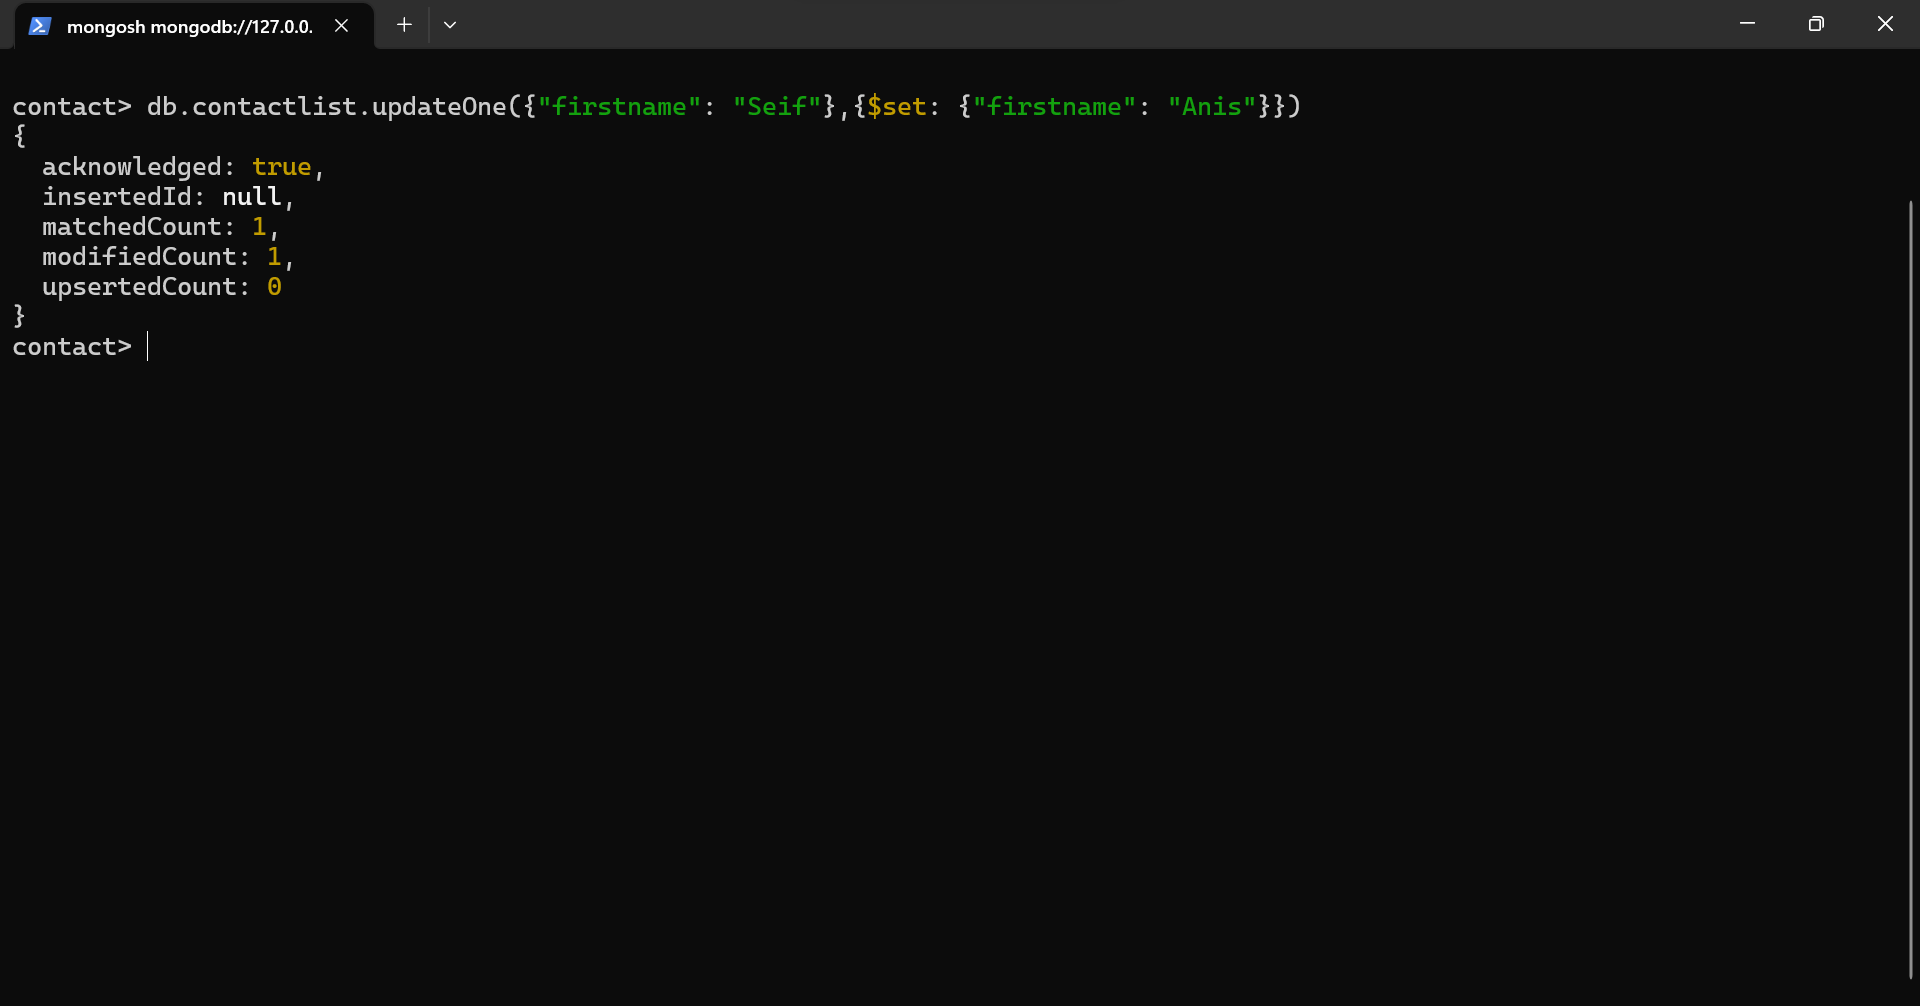 mongosh mongodb://127.0.0.
contact> db.contactlist.updateOne({"firstname": "Seif"},{$set: {"firstname": "Anis"}})
{
  acknowledged: true,
  insertedId: null,
  matchedCount: 1,
  modifiedCount: 1,
  upsertedCount: 0
}
contact>